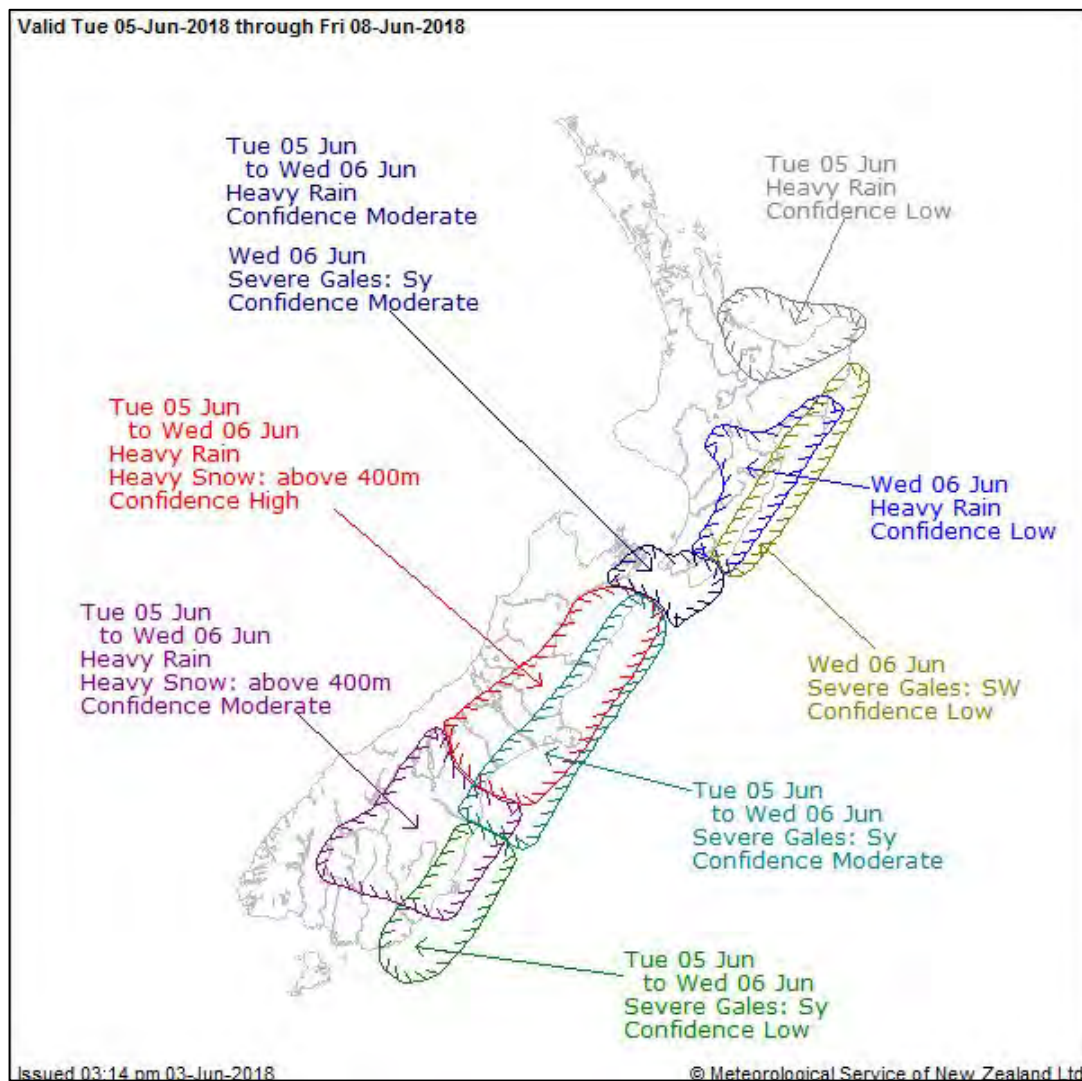 Valid Tue 05-Jun-2018 through Fri 08-Jun-2018
Tue 05 Jun
to Wed 06 Jun
Heavy Rain
Confidence Moderate
Wed 06 Jun
Severe Gales: Sy
Confidence Moderate
Tue 05 Jun
Heavy Rain
Confidence Low
Tue 05 Jun
to Wed 06 Jun
Heavy Rain
Heavy Snow: above 400m
Confidence High
Wed 06 Jun
Heavy Rain
Confidence Low
Tue 05 Jun
to Wed 06 Jun
Heavy Rain
Heavy Snow: above 400m
Confidence Moderate
Wed 06 Jun
Severe Gales: SW
Confidence Low
Tue 05 Jun
to Wed 06 Jun
Severe Gales: Sy
Confidence Moderate
Tue 05 Jun
to Wed 06 Jun
Severe Gales: Sy
Confidence Low
Issued 03:14 pm 03-Jun-2018
© Meteorological Service of New Zealand Ltd